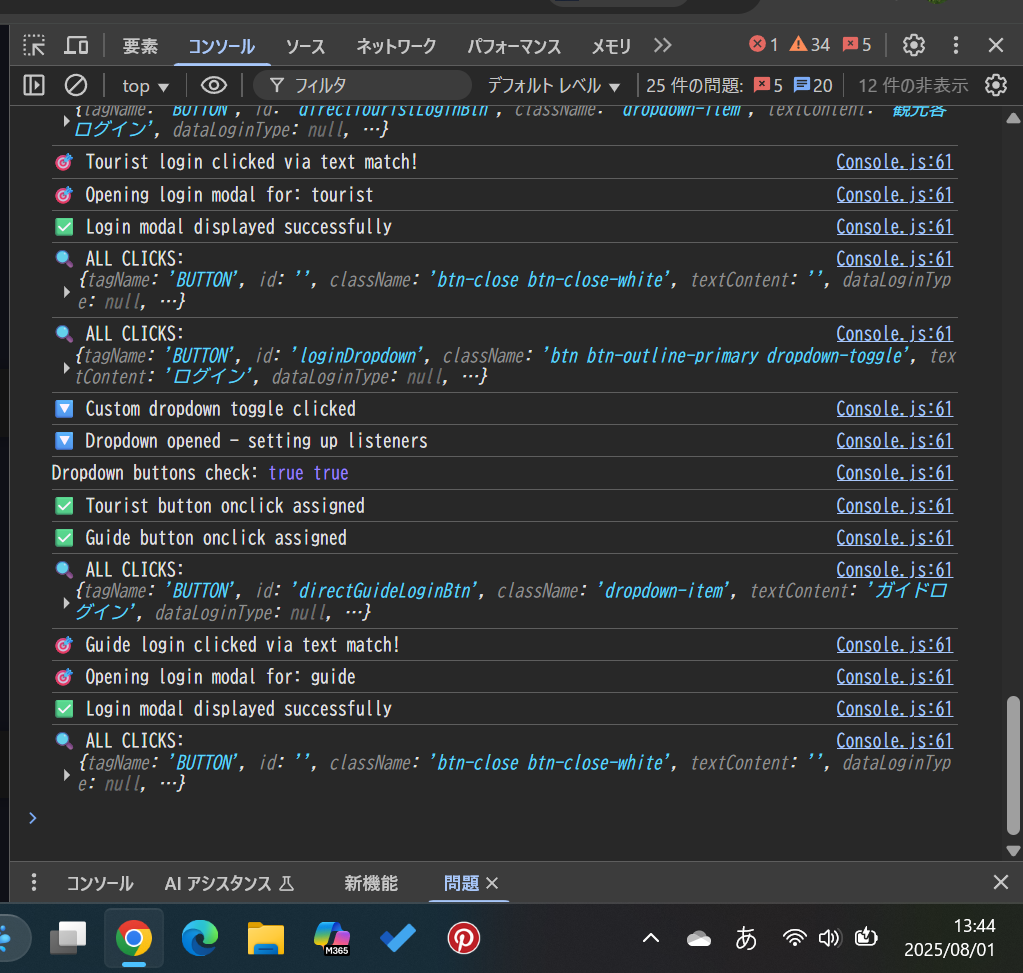 要素 コンソール ソース ネットワーク パフォーマンス メモリ 1 34 5
top フィルタ デフォルト レベル 25 件の問題: 5 20 12 件の非表示
{tagName: 'BUTTON', id: 'directTouristLoginBtn', className: 'dropdown-item', textContent: '観光客
ログイン', dataLoginType: null, …}
🎯 Tourist login clicked via text match! Console.js:61
🎯 Opening login modal for: tourist Console.js:61
✅ Login modal displayed successfully Console.js:61
🔍 ALL CLICKS: Console.js:61
{tagName: 'BUTTON', id: '', className: 'btn-close btn-close-white', textContent: '', dataLoginTyp
e: null, …}
🔍 ALL CLICKS: Console.js:61
{tagName: 'BUTTON', id: 'loginDropdown', className: 'btn btn-outline-primary dropdown-toggle', tex
tContent: 'ログイン', dataLoginType: null, …}
🔽 Custom dropdown toggle clicked Console.js:61
🔽 Dropdown opened - setting up listeners Console.js:61
Dropdown buttons check: true true Console.js:61
✅ Tourist button onclick assigned Console.js:61
✅ Guide button onclick assigned Console.js:61
🔍 ALL CLICKS: Console.js:61
{tagName: 'BUTTON', id: 'directGuideLoginBtn', className: 'dropdown-item', textContent: 'ガイドロ
グイン', dataLoginType: null, …}
🎯 Guide login clicked via text match! Console.js:61
🎯 Opening login modal for: guide Console.js:61
✅ Login modal displayed successfully Console.js:61
🔍 ALL CLICKS: Console.js:61
{tagName: 'BUTTON', id: '', className: 'btn-close btn-close-white', textContent: '', dataLoginTyp
e: null, …}
コンソール AI アシスタンス 新機能 問題
M365 あ 13:44
2025/08/01